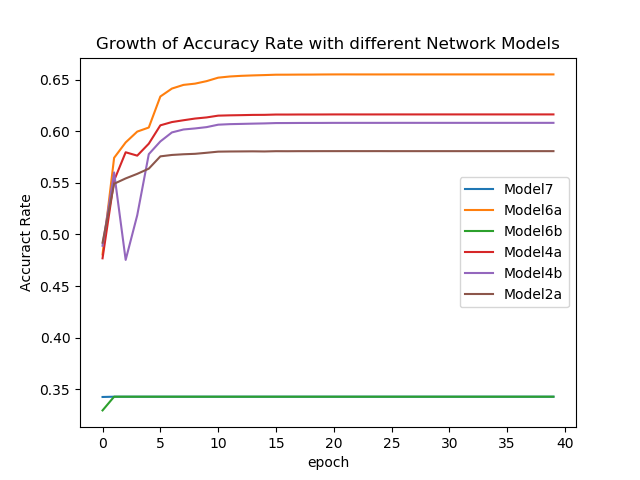 Growth of Accuracy Rate with different Network Models
Accuract Rate
0.65
0.60
0.55
0.50
0.45
0.40
0.35
Model7
Model6a
Model6b
Model4a
Model4b
Model2a
0 5 10 15 20 25 30 35 40
epoch